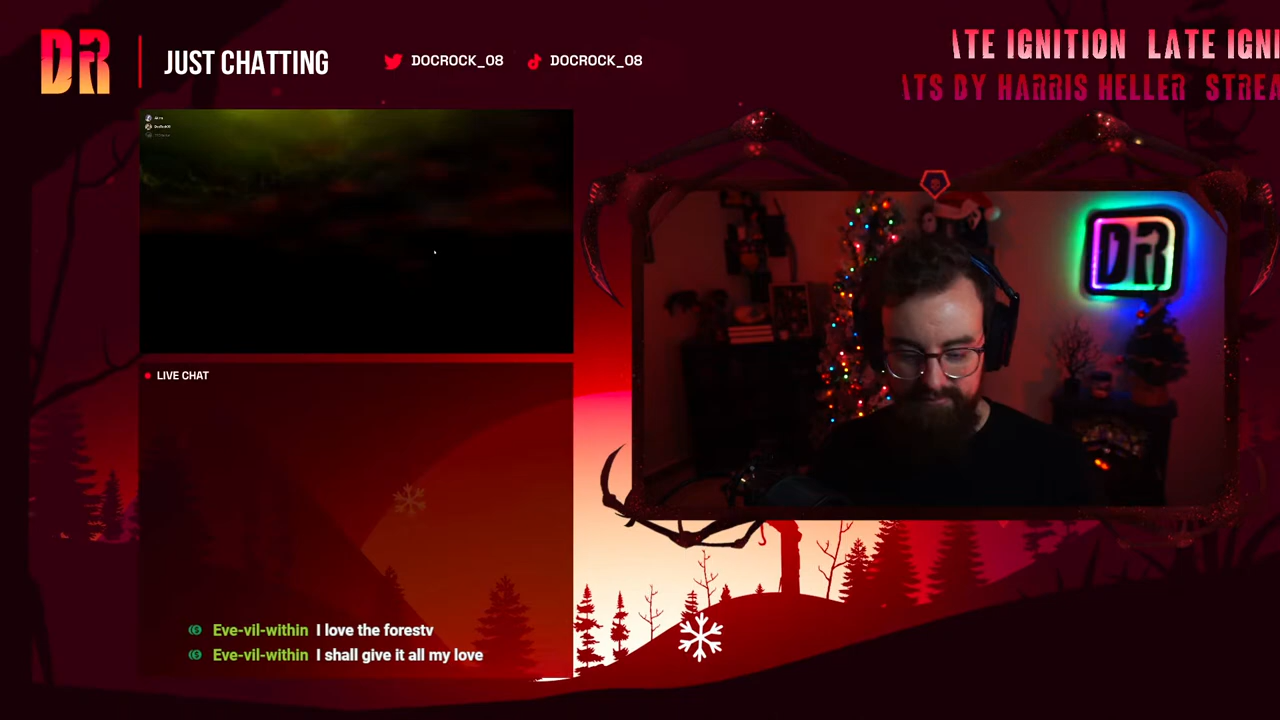 DR
JUST CHATTING
DOCROCK_08
DOCROCK_08
ATE IGNITION LATE IGNI
ATS BY HARRIS HELLER STREA
LIVE CHAT
Eve-vil-within I love the forestv
Eve-vil-within I shall give it all my love
DR